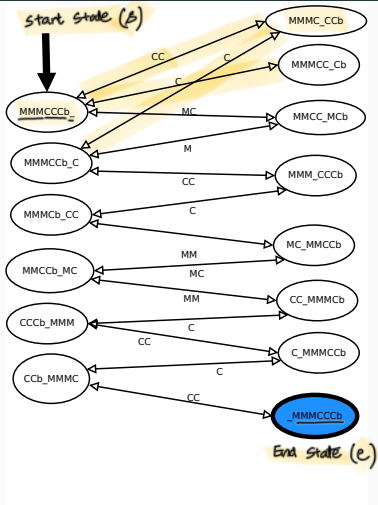 Start State (β)
MMMC_CCb
CC
C
C
MMMCC_Cb
MMMCCCb_
MC
MMCC_MCb
M
MMMCCb_C
CC
MMM_CCCb
MMMCb_CC
C
MC_MMCCb
MM
MMCCb_MC
MC
MM
CC_MMMCb
CCCb_MMM
C
CC
C_MMMCCb
C
CCb_MMMC
CC
_MMMCCCb
End State (e)